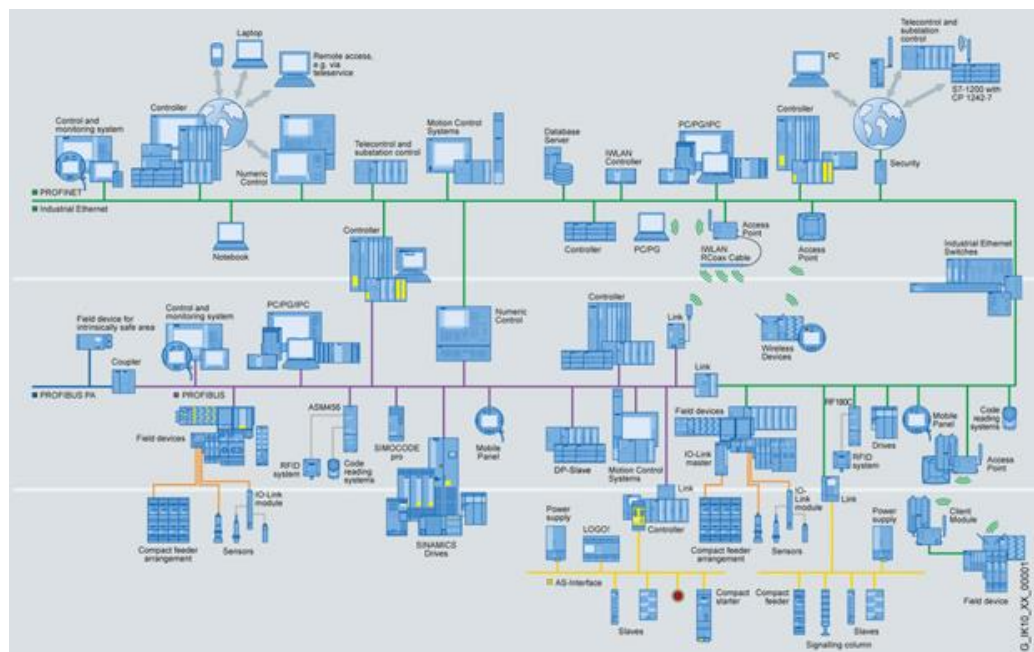 Laptop
Remote access,
e.g. via
teleservice
Controller
Control and
monitoring system
Numeric
Control
Telecontrol and
substation control
Motion Control
Systems
Database
Server
IWLAN
Controller
PC/PG/IPC
PC
Controller
Telecontrol and
substation
control
S7-1200 with
CP 1242-7
Security
PROFINET
Industrial Ethernet
Notebook
Controller
Controller
PC/PG
Access
Point
IWLAN
RCoax Cable
Access
Point
Industrial Ethernet
Switches
Field device for
intrinsically safe area
Control and
monitoring system
PC/PG/IPC
Numeric
Control
Controller
Link
Wireless
Devices
Coupler
Link
PROFIBUS PA
PROFIBUS
Field devices
ASM456
RFID
system
Code
reading
systems
SIMOCODE
pro
Mobile
Panel
DP-Slave
Motion Control
Systems
Field devices
IO-Link
master
RF180C
RFID
system
Drives
Mobile
Panel
Code
reading
systems
Access
Point
IO-Link
module
Compact feeder
arrangement
Sensors
SINAMICS
Drives
Power
supply
LOGO!
Link
Controller
Compact feeder
arrangement
IO-
Link
module
Sensors
Link
Power
supply
Client
Module
AS-Interface
Slaves
Compact
starter
Compact
feeder
Signalling column
Slaves
Field device
G_IK10_XX_00001